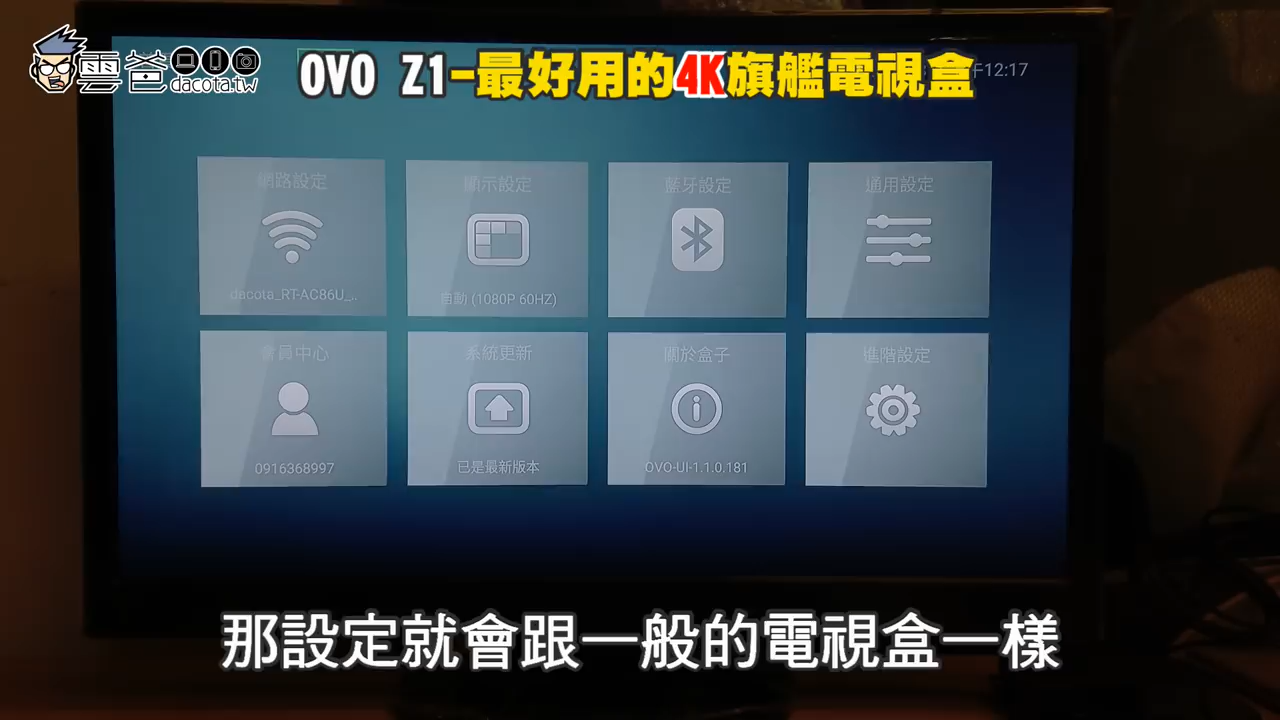 雲爸
dacota.tw
OVO Z1-最好用的4K旗艦電視盒
午12:17
網路設定
顯示設定
藍牙設定
通用設定
dacota_RT-AC86U_..
自動 (1080P 60HZ)
會員中心
系統更新
關於盒子
進階設定
0916368997
已是最新版本
OVO-UI-1.1.0.181
那設定就會跟一般的電視盒一樣